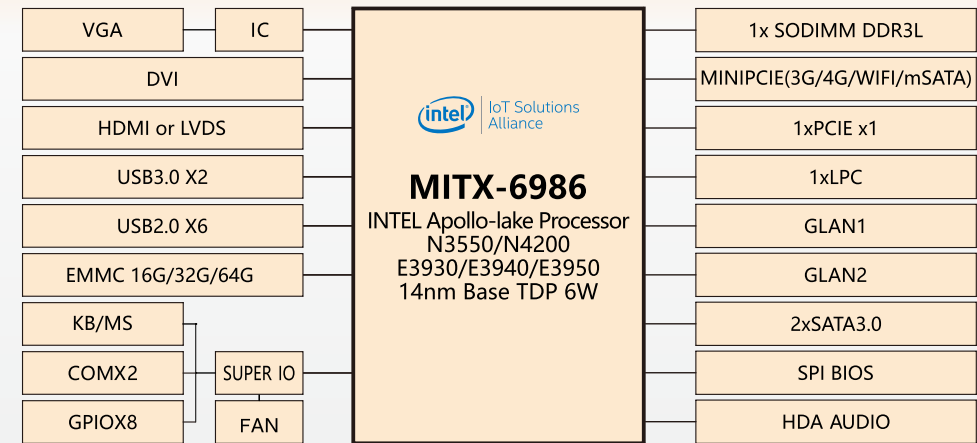 VGA
IC
DVI
HDMI or LVDS
USB3.0 X2
USB2.0 X6
EMMC 16G/32G/64G
KB/MS
COMX2
SUPER IO
GPIOX8
FAN
intel
IoT Solutions
Alliance
MITX-6986
INTEL Apollo-lake Processor
N3550/N4200
E3930/E3940/E3950
14nm Base TDP 6W
1x SODIMM DDR3L
MINIPCIE(3G/4G/WIFI/mSATA)
1xPCIE x1
1xLPC
GLAN1
GLAN2
2xSATA3.0
SPI BIOS
HDA AUDIO